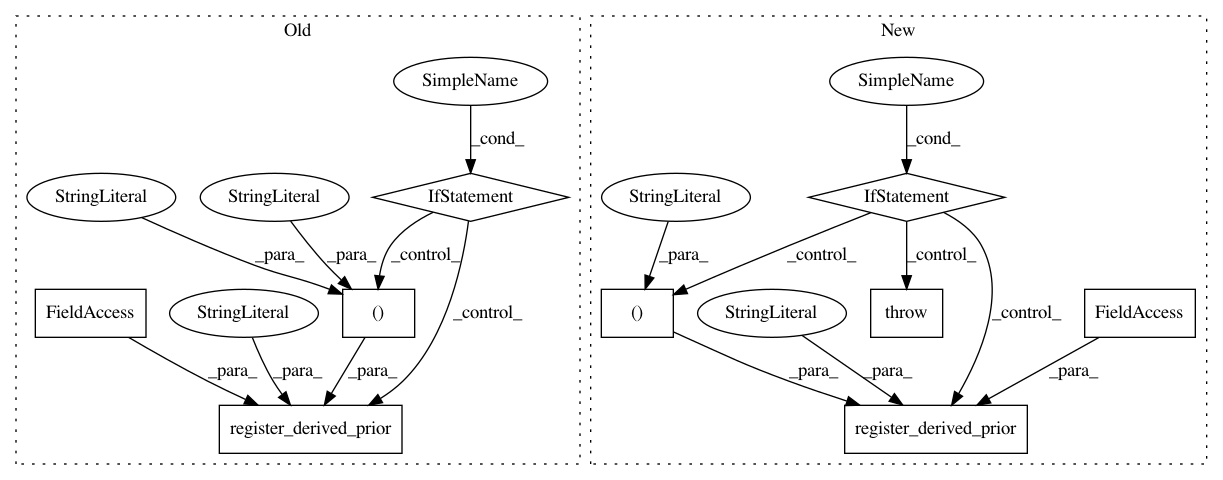 Old
New
SimpleName
SimpleName
_cond_
_cond_
StringLiteral
StringLiteral
IfStatement
StringLiteral
IfStatement
_para_
_para_
_control_
_para_
_control_
_control_
FieldAccess
StringLiteral
()
_control_
()
StringLiteral
throw
_control_
FieldAccess
_para_
_para_
_para_
_para_
_para_
_para_
register_derived_prior
register_derived_prior